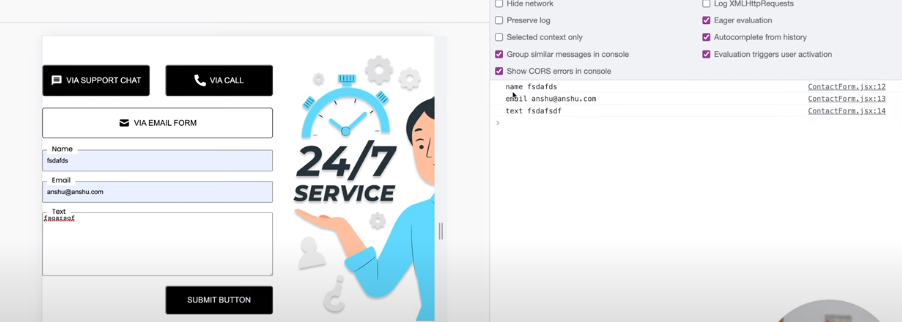 Hide network
Log XMLHttpRequests
Preserve log
Eager evaluation
Selected context only
Autocomplete from history
Group similar messages in console
Evaluation triggers user activation
Show CORS errors in console
name fsdafds ContactForm.jsx:12
email anshu@anshu.com ContactForm.jsx:13
text fsdafsdf ContactForm.jsx:14
VIA SUPPORT CHAT
VIA CALL
VIA EMAIL FORM
Name
fsdafds
Email
anshu@anshu.com
Text
fsdafsdf
SUBMIT BUTTON
24/7
SERVICE